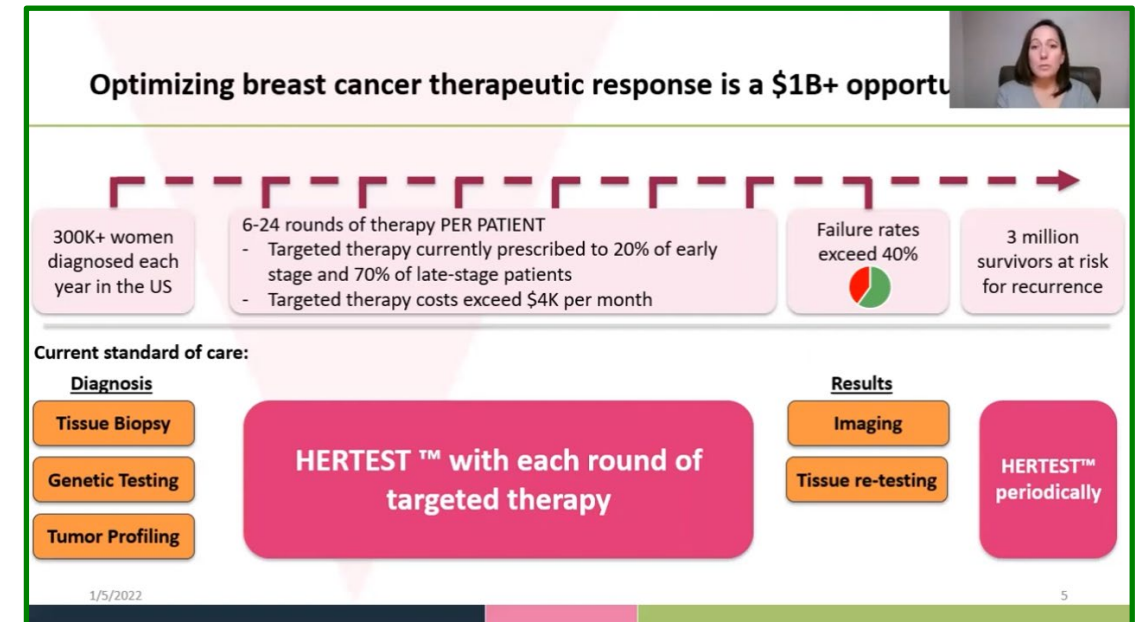 Optimizing breast cancer therapeutic response is a $1B+ opportu
300K+ women
diagnosed each
year in the US
6-24 rounds of therapy PER PATIENT
- Targeted therapy currently prescribed to 20% of early
stage and 70% of late-stage patients
- Targeted therapy costs exceed $4K per month
Failure rates
exceed 40%
3 million
survivors at risk
for recurrence
Current standard of care:
Diagnosis
Tissue Biopsy
Genetic Testing
Tumor Profiling
HERTEST ™ with each round of
targeted therapy
Results
Imaging
Tissue re-testing
HERTEST™
periodically
1/5/2022
5